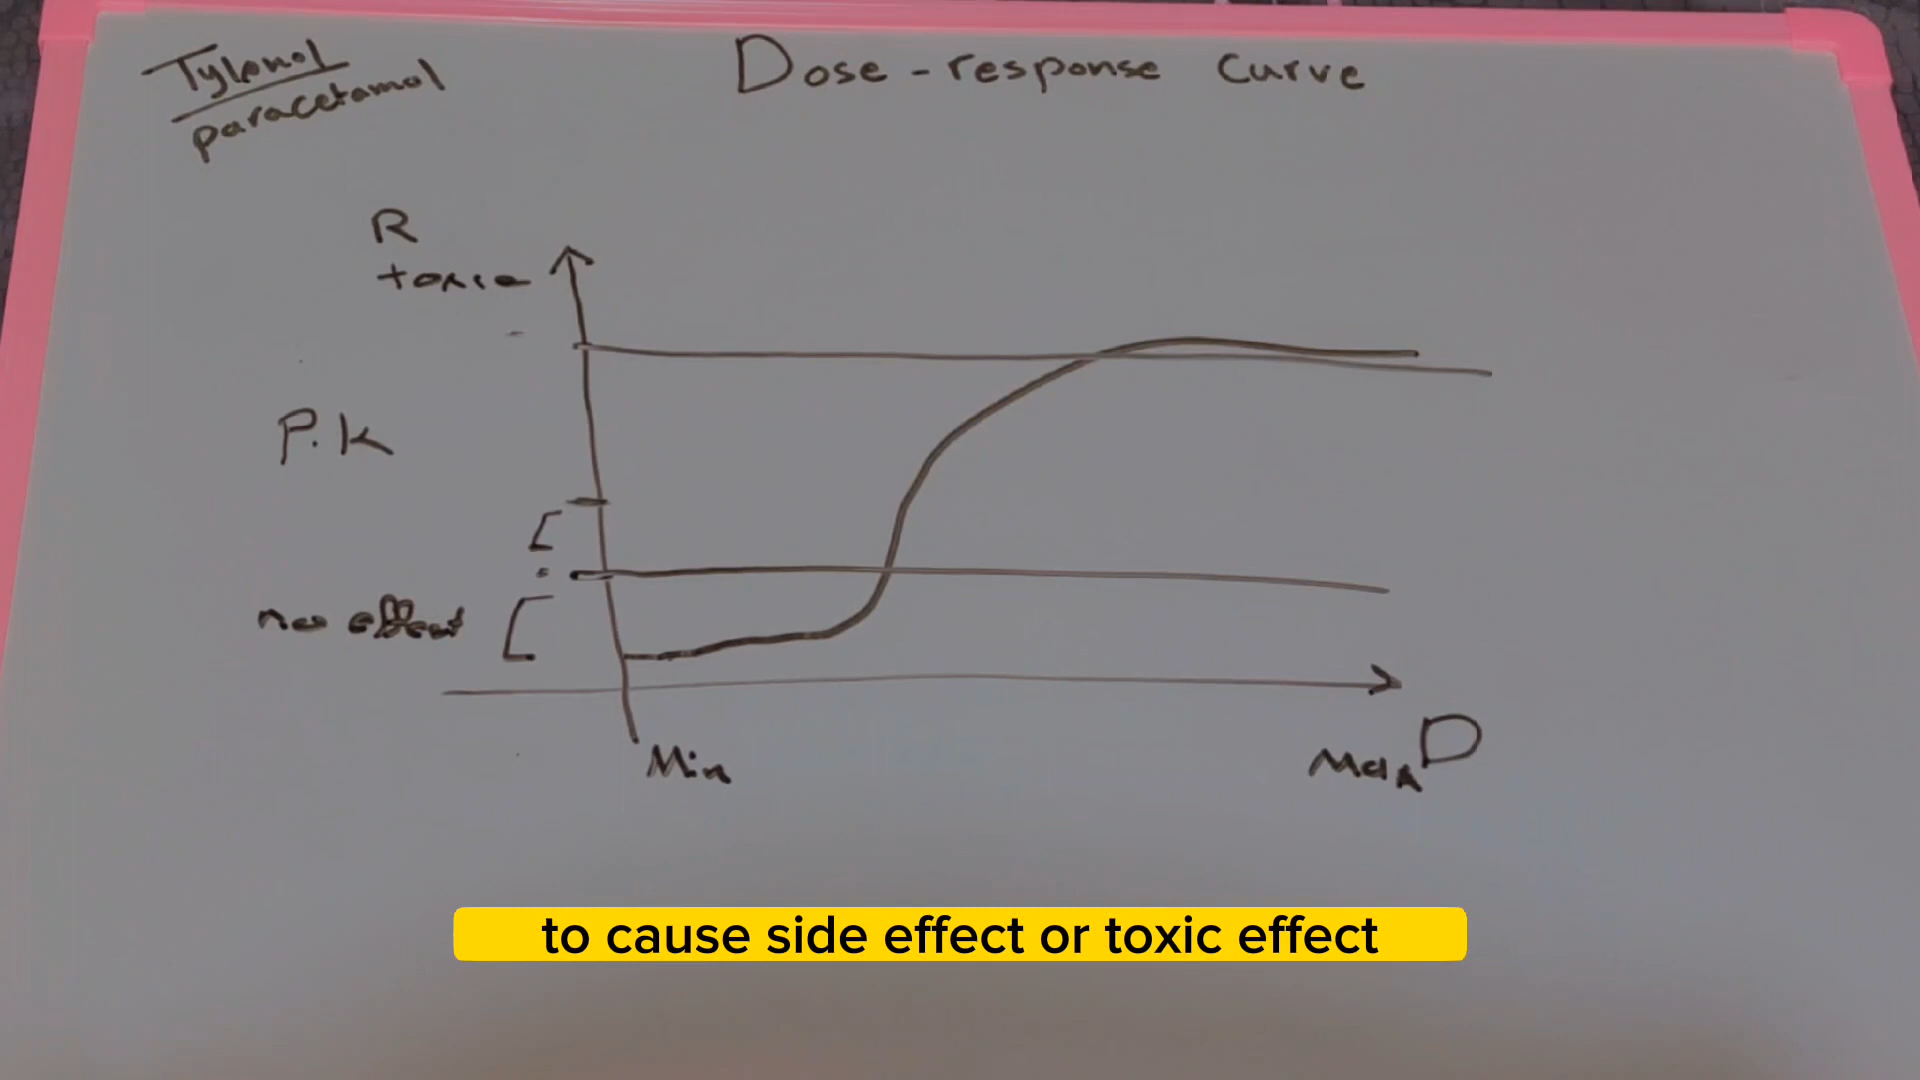 Tylenol
paracetamol
Dose-response curve
R
toxic
P.K
no effect
Min
Max D
to cause side effect or toxic effect